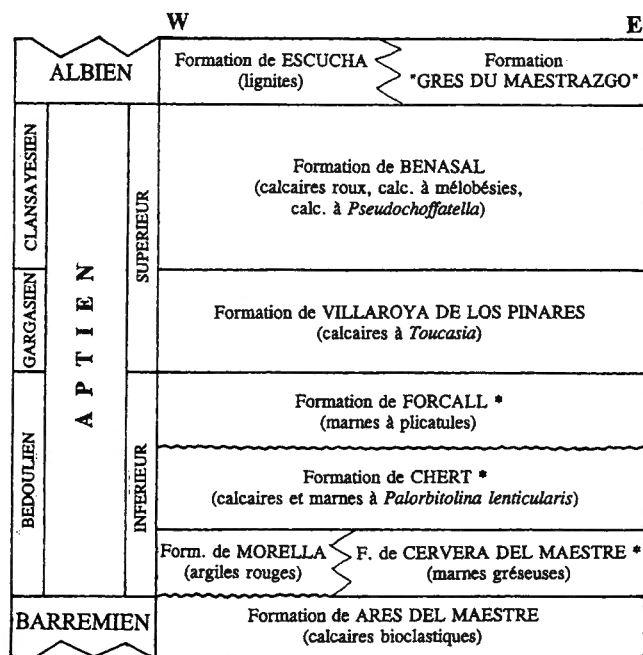 W E
ALBIEN
Formation de ESCUCHA
(lignites)
Formation
"GRES DU MAESTRAZGO"
CLANSAYESIEN
GARGASIEN
BEDOULIEN
APTIEN
SUPERIEUR
INFERIEUR
Formation de BENASAL
(calcaires roux, calc. à mélobésies,
calc. à Pseudochoffatella)
Formation de VILLAROYA DE LOS PINARES
(calcaires à Toucasia)
Formation de FORCALL *
(marnes à plicatules)
Formation de CHERT *
(calcaires et marnes à Palorbitolina lenticularis)
Form. de MORELLA
(argiles rouges)
F. de CERVERA DEL MAESTRE *
(marnes gréseuses)
BARREMIEN
Formation de ARES DEL MAESTRE
(calcaires bioclastiques)